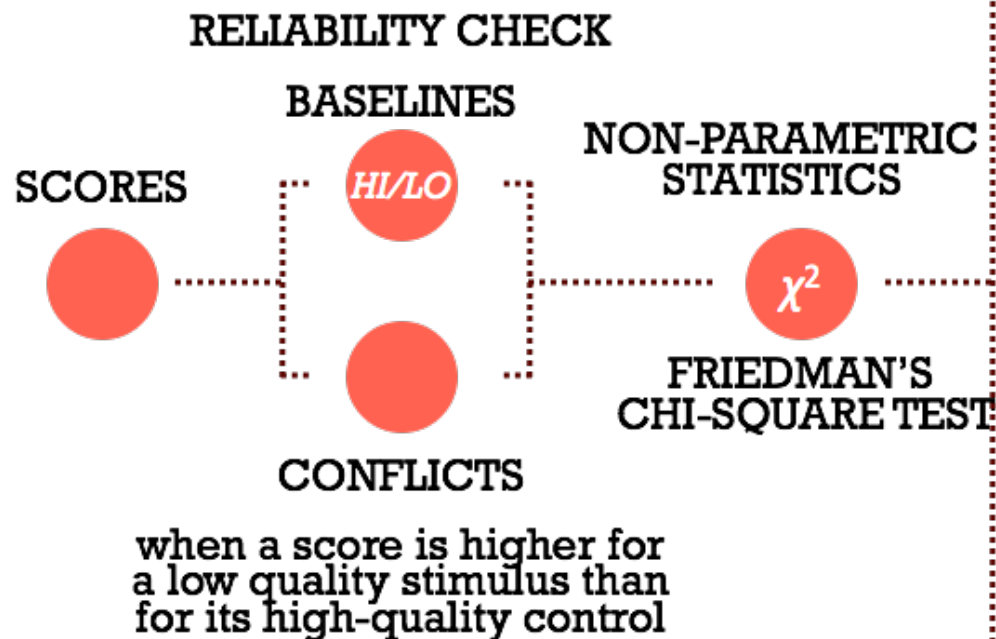 RELIABILITY CHECK
BASELINES
SCORES
HI/LO
NON-PARAMETRIC
STATISTICS
χ²
FRIEDMAN'S
CHI-SQUARE TEST
CONFLICTS
when a score is higher for
a low quality stimulus than
for its high-quality control